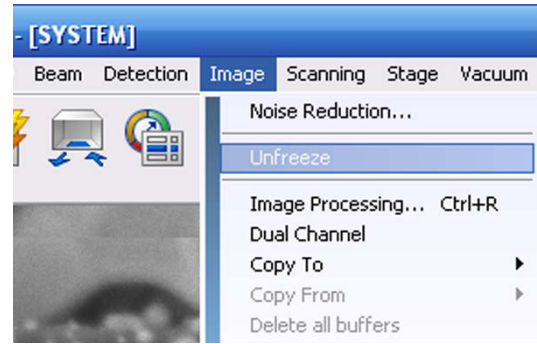 - [SYSTEM]
Beam Detection Image Scanning Stage Vacuum
Noise Reduction...
Unfreeze
Image Processing... Ctrl+R
Dual Channel
Copy To
Copy From
Delete all buffers